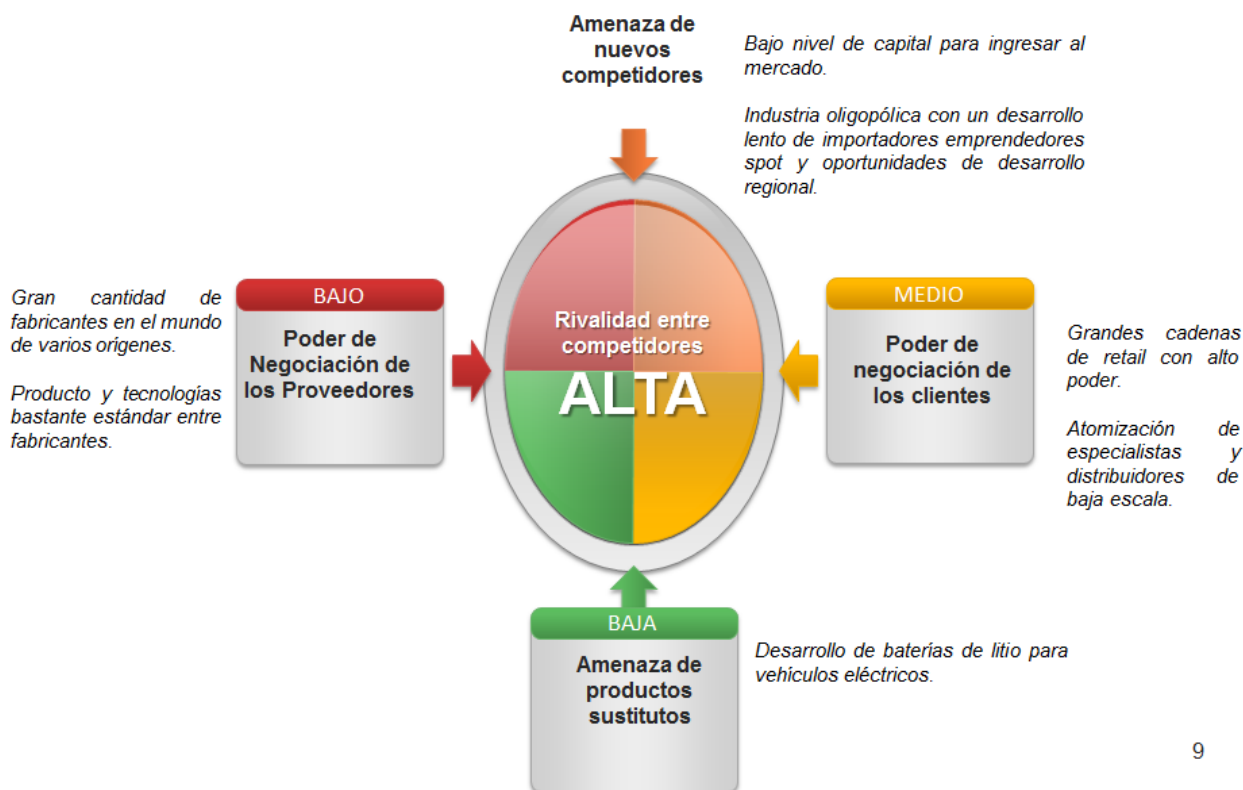 Amenaza de
nuevos
competidores
Bajo nivel de capital para ingresar al
mercado.
Industria oligopólica con un desarrollo
lento de importadores emprendedores
spot y oportunidades de desarrollo
regional.
Gran cantidad de
fabricantes en el mundo
de varios orígenes.
Producto y tecnologías
bastante estándar entre
fabricantes.
BAJO
Poder de
Negociación de
los Proveedores
Rivalidad entre
competidores
ALTA
MEDIO
Poder de
negociación de
los clientes
Grandes cadenas
de retail con alto
poder.
Atomización de
especialistas y
distribuidores de
baja escala.
BAJA
Amenaza de
productos
sustitutos
Desarrollo de baterías de litio para
vehículos eléctricos.
9